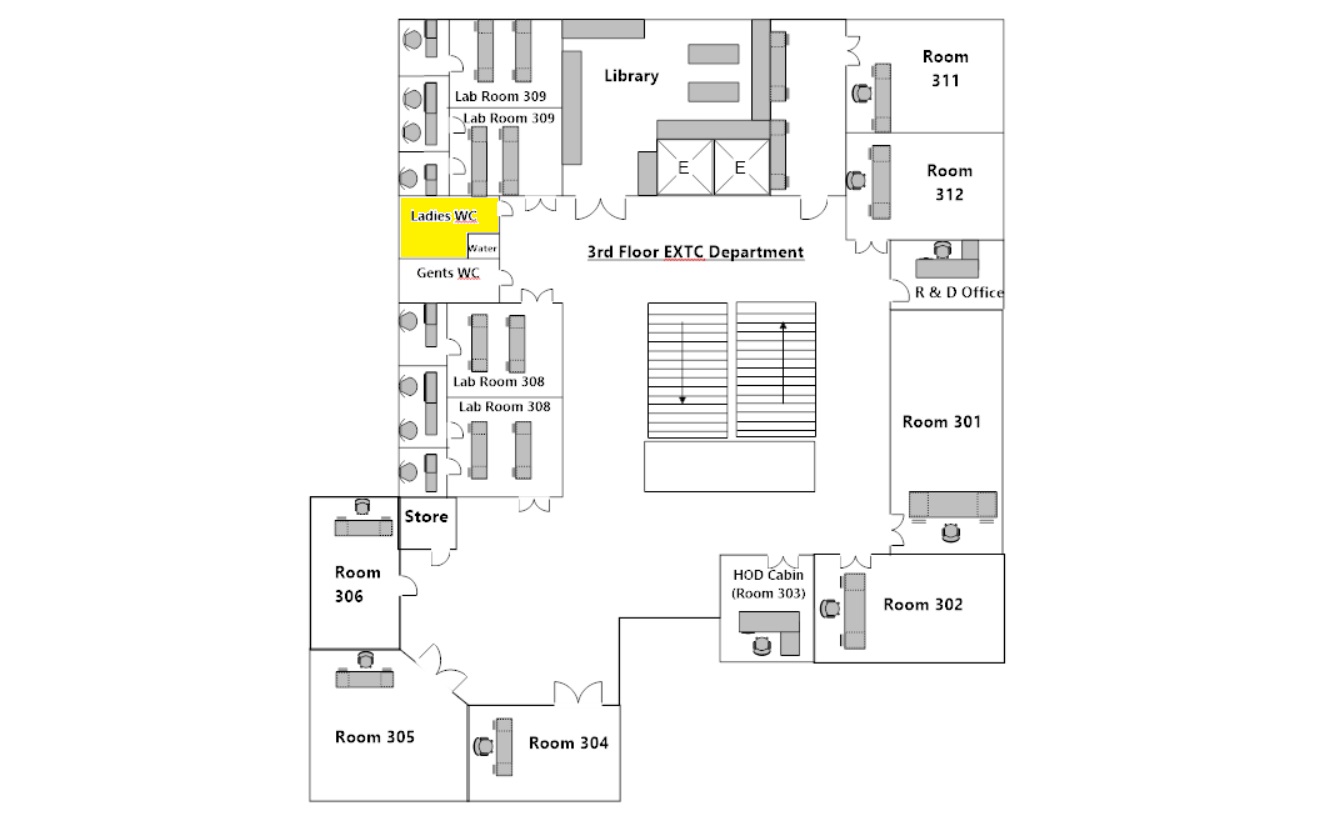 Library
Room
311
Lab Room 309
Lab Room 309
E
E
Room
312
Ladies WC
Water
3rd Floor EXTC Department
Gents WC
R & D Office
Lab Room 308
Lab Room 308
Room 301
Store
Room
306
HOD Cabin
(Room 303)
Room 302
Room 305
Room 304